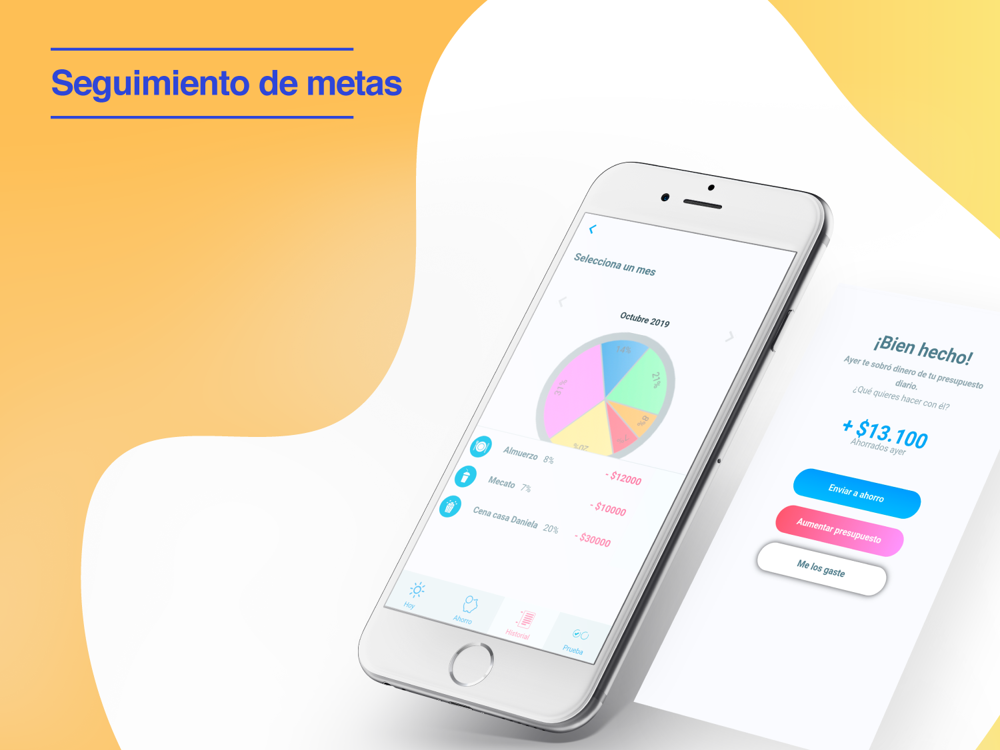 Seguimiento de metas
Selecciona un mes
Octubre 2019
14%
21%
31%
8%
7%
20%
Almuerzo 8% - $12000
Mecato 7% - $10000
Cena casa Daniela 20% - $30000
Hoy
Ahorro
Historial
Prueba
¡Bien hecho!
Ayer te sobró dinero de tu presupuesto
diario.
¿Qué quieres hacer con él?
+ $13.100
Ahorrados ayer
Enviar a ahorro
Aumentar presupuesto
Me los gaste